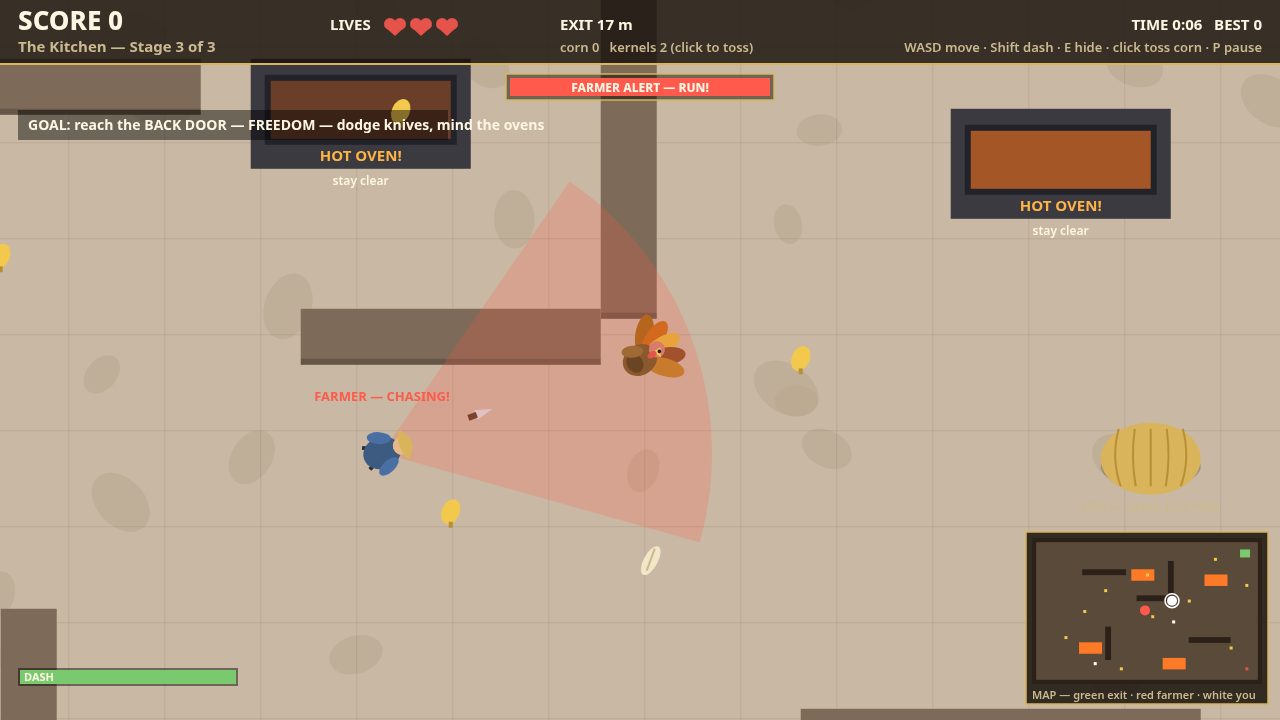 SCORE 0
LIVES
EXIT 17 m
TIME 0:06 BEST 0
The Kitchen — Stage 3 of 3
corn 0 kernels 2 (click to toss)
WASD move · Shift dash · E hide · click toss corn · P pause
FARMER ALERT — RUN!
GOAL: reach the BACK DOOR — FREEDOM — dodge knives, mind the ovens
HOT OVEN!
stay clear
HOT OVEN!
stay clear
FARMER — CHASING!
DASH
MAP — green exit · red farmer · white you